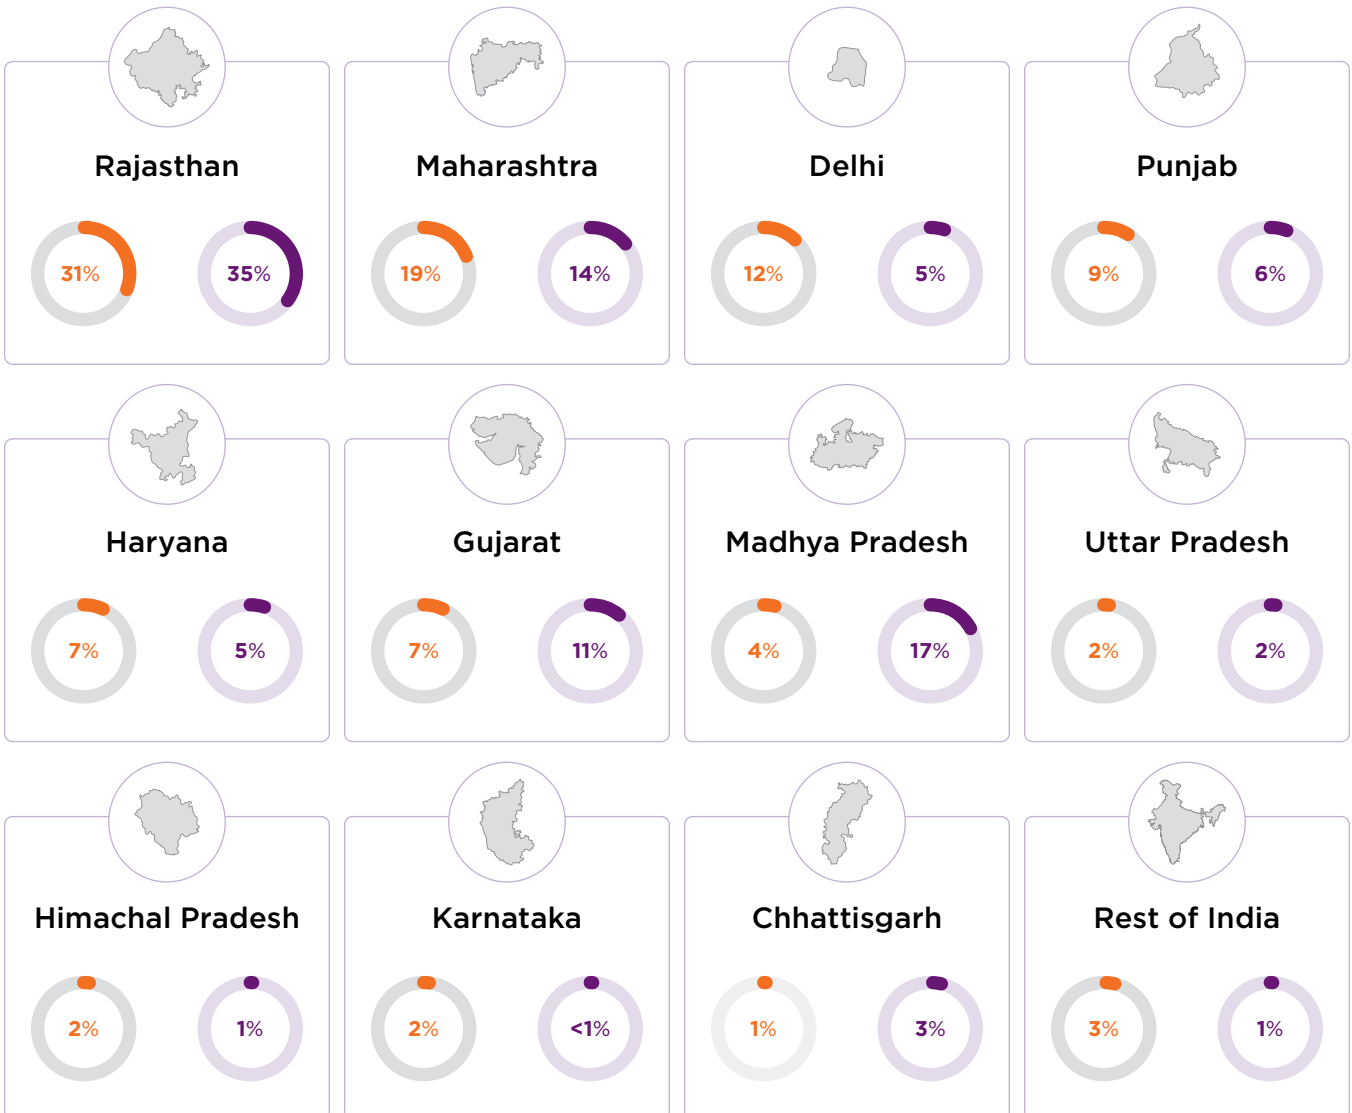 Rajasthan
31%
35%
Maharashtra
19%
14%
Delhi
12%
5%
Punjab
9%
6%
Haryana
7%
5%
Gujarat
7%
11%
Madhya Pradesh
4%
17%
Uttar Pradesh
2%
2%
Himachal Pradesh
2%
1%
Karnataka
2%
<1%
Chhattisgarh
1%
3%
Rest of India
3%
1%